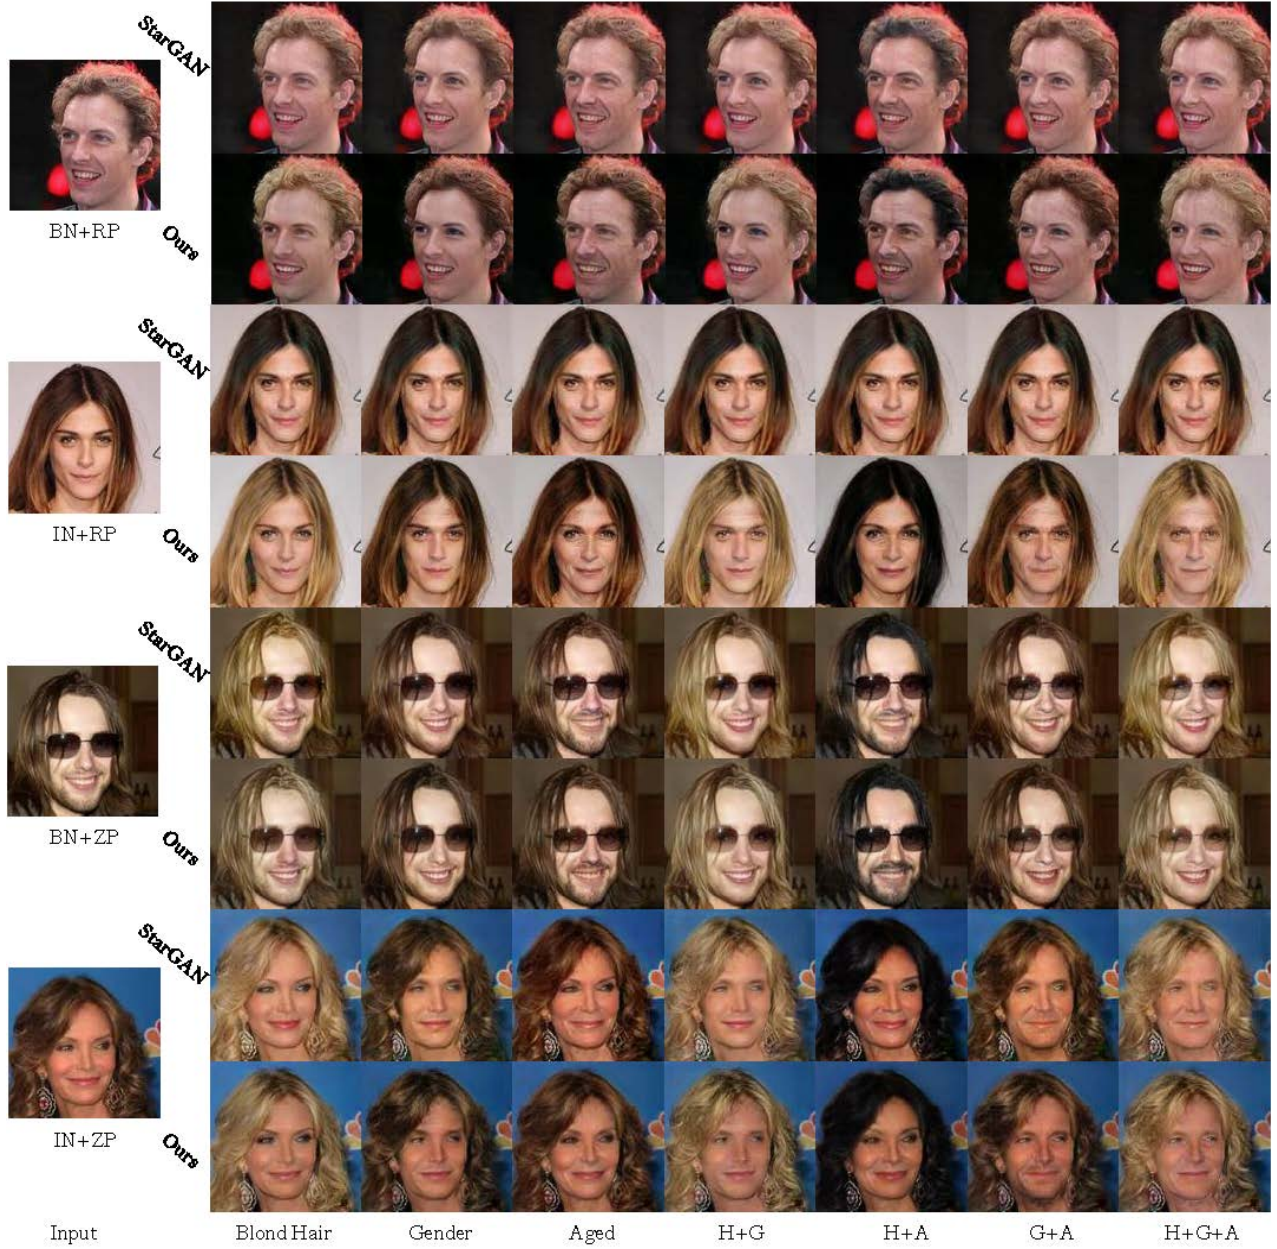 StarGAN
BN+RP
Ours
StarGAN
IN+RP
Ours
StarGAN
BN+ZP
Ours
StarGAN
IN+ZP
Ours
Input Blond Hair Gender Aged H+G H+A G+A H+G+A